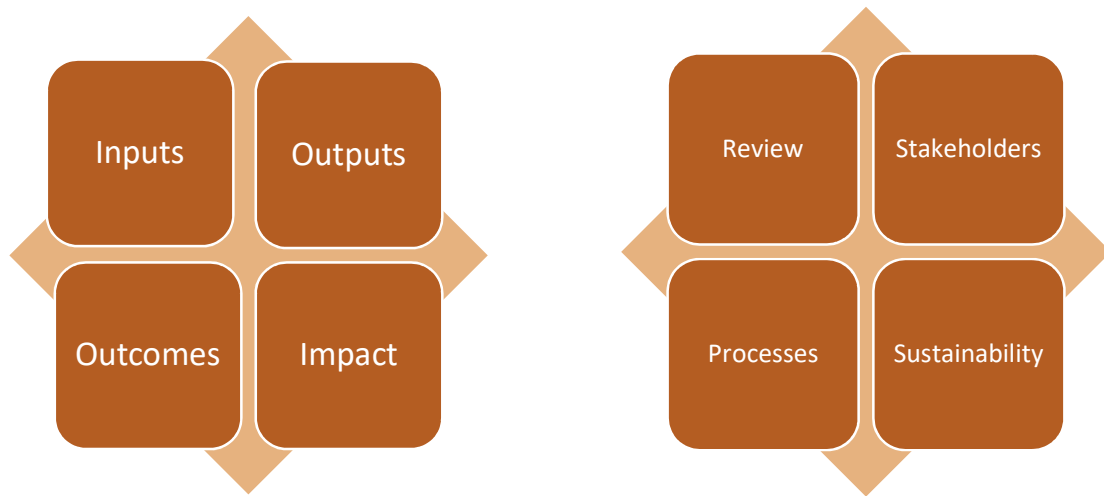 Inputs
Outputs
Outcomes
Impact
Review
Stakeholders
Processes
Sustainability